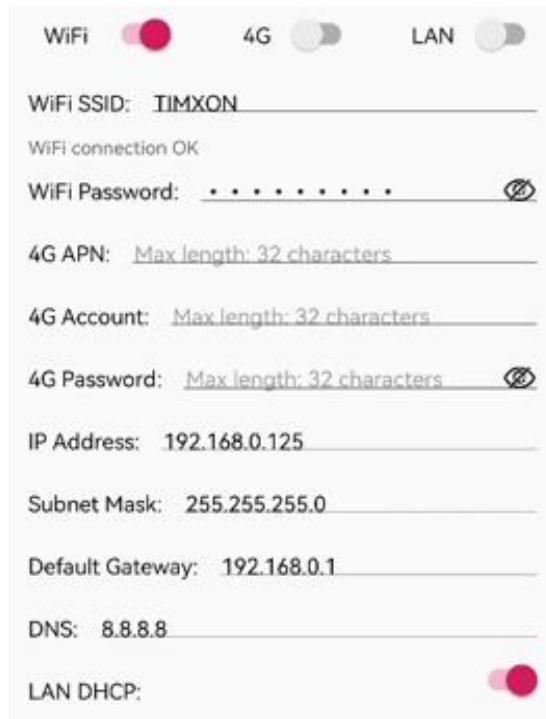 WiFi 4G LAN
WiFi SSID: TIMXON
WiFi connection OK
WiFi Password: • • • • • • • • •
4G APN: Max length: 32 characters
4G Account: Max length: 32 characters
4G Password: Max length: 32 characters
IP Address: 192.168.0.125
Subnet Mask: 255.255.255.0
Default Gateway: 192.168.0.1
DNS: 8.8.8.8
LAN DHCP: